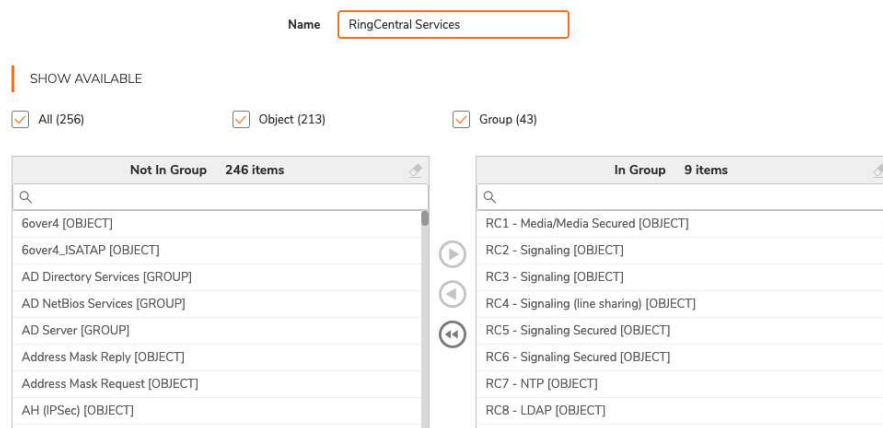 Name RingCentral Services
SHOW AVAILABLE
All (256) Object (213) Group (43)
Not In Group 246 items
6over4 [OBJECT]
6over4_ISATAP [OBJECT]
AD Directory Services [GROUP]
AD NetBios Services [GROUP]
AD Server [GROUP]
Address Mask Reply [OBJECT]
Address Mask Request [OBJECT]
AH (IPSec) [OBJECT]
In Group 9 items
RC1 - Media/Media Secured [OBJECT]
RC2 - Signaling [OBJECT]
RC3 - Signaling [OBJECT]
RC4 - Signaling (line sharing) [OBJECT]
RC5 - Signaling Secured [OBJECT]
RC6 - Signaling Secured [OBJECT]
RC7 - NTP [OBJECT]
RC8 - LDAP [OBJECT]